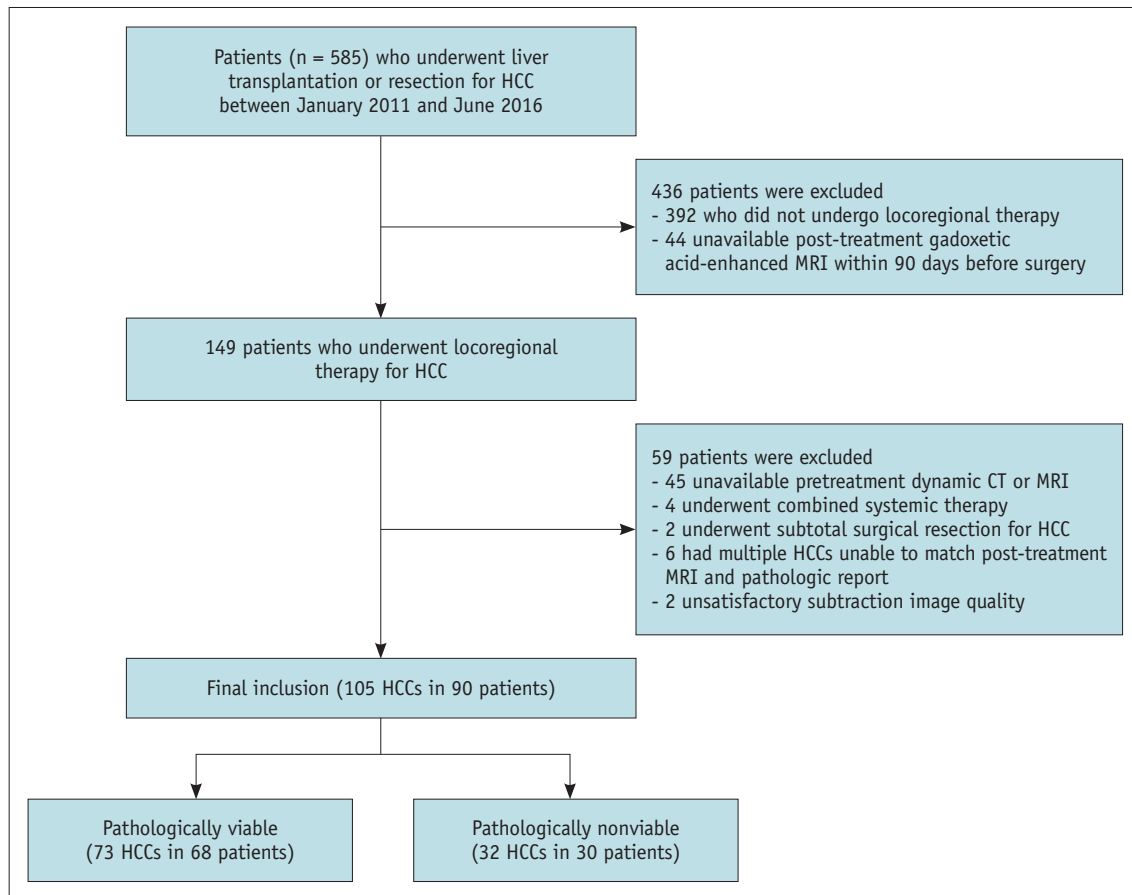 Patients (n = 585) who underwent liver
transplantation or resection for HCC
between January 2011 and June 2016
436 patients were excluded
- 392 who did not undergo locoregional therapy
- 44 unavailable post-treatment gadoxetic
acid-enhanced MRI within 90 days before surgery
149 patients who underwent locoregional
therapy for HCC
59 patients were excluded
- 45 unavailable pretreatment dynamic CT or MRI
- 4 underwent combined systemic therapy
- 2 underwent subtotal surgical resection for HCC
- 6 had multiple HCCs unable to match post-treatment
MRI and pathologic report
- 2 unsatisfactory subtraction image quality
Final inclusion (105 HCCs in 90 patients)
Pathologically viable
(73 HCCs in 68 patients)
Pathologically nonviable
(32 HCCs in 30 patients)